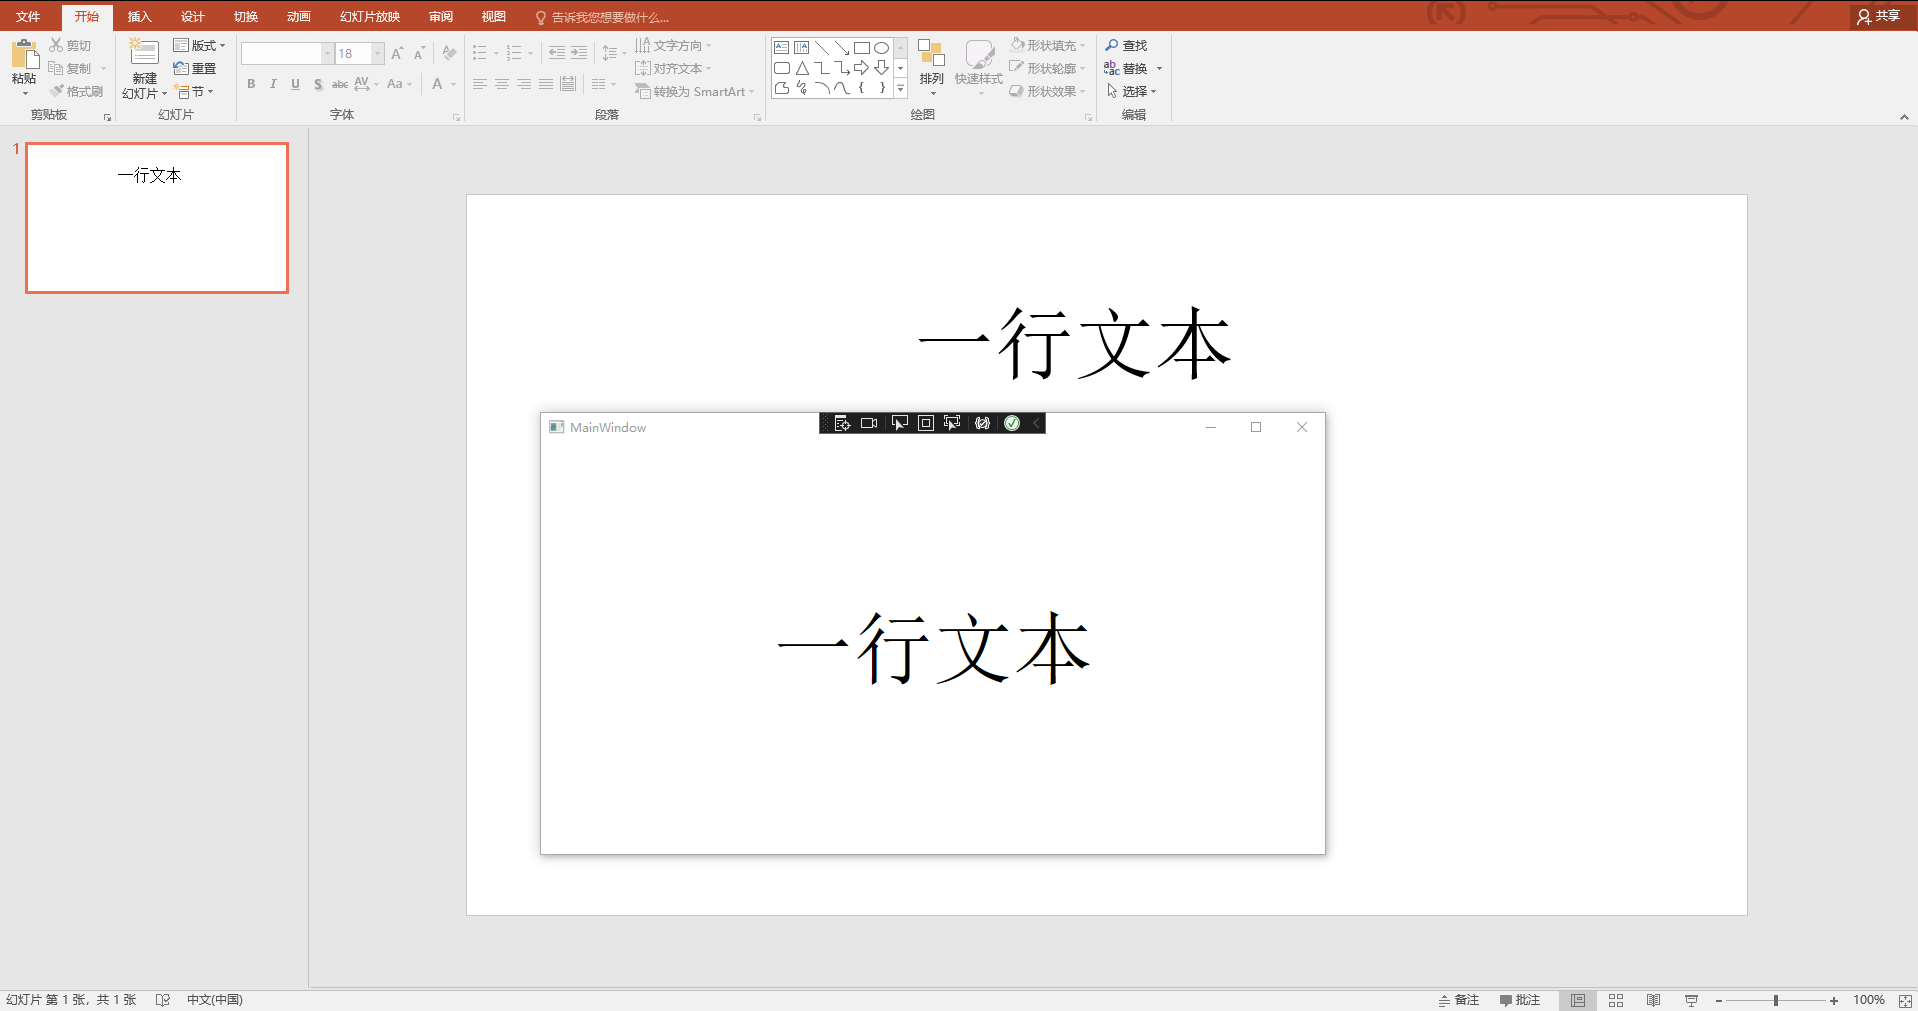 文件 开始 插入 设计 切换 动画 幻灯片放映 审阅 视图 告诉我您想要做什么... 共享
粘贴 剪切 复制 格式刷
剪贴板
新建 幻灯片 版式 重置 节
幻灯片
18 A A
B I U S abc AV Aa A
字体
文字方向
对齐文本
转换为 SmartArt
段落
排列 快速样式
形状填充
形状轮廓
形状效果
绘图
查找
替换
选择
编辑
1
一行文本
一行文本
MainWindow
一行文本
幻灯片 第 1 张，共 1 张 中文(中国) 备注 批注 100%